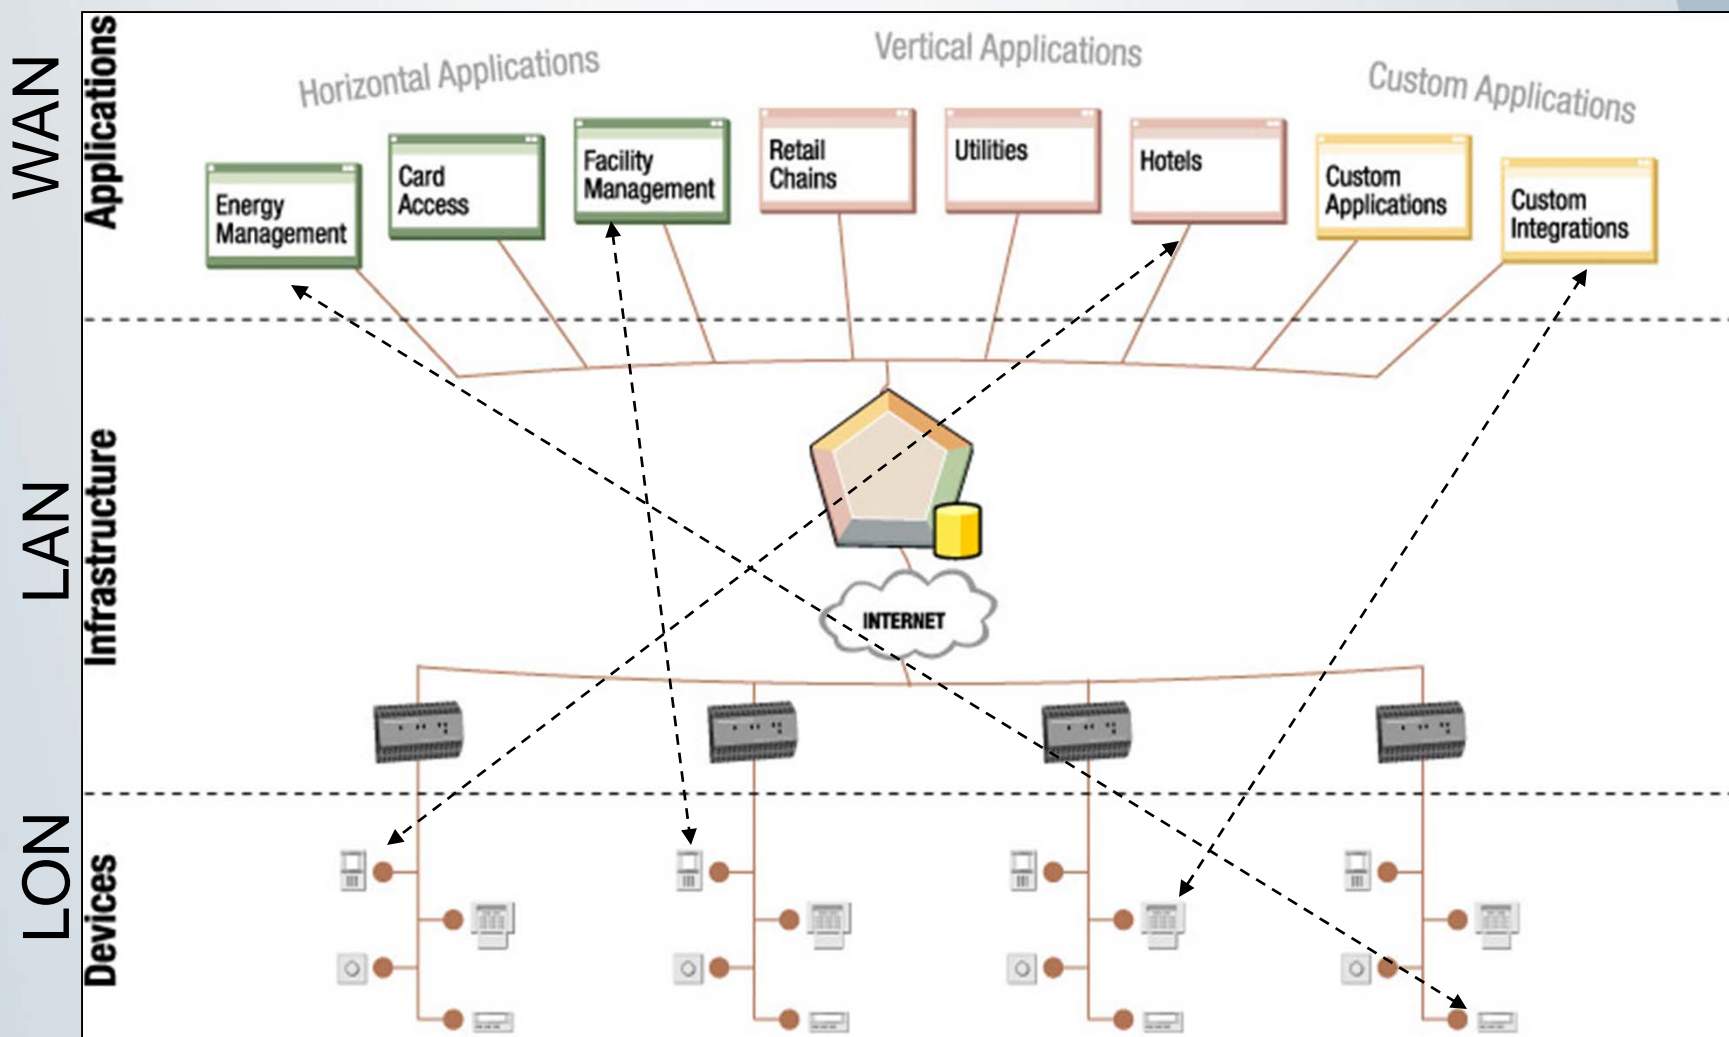 WAN
Applications
Horizontal Applications
Vertical Applications
Custom Applications
Energy
Management
Card
Access
Facility
Management
Retail
Chains
Utilities
Hotels
Custom
Applications
Custom
Integrations
LAN
Infrastructure
INTERNET
LON
Devices